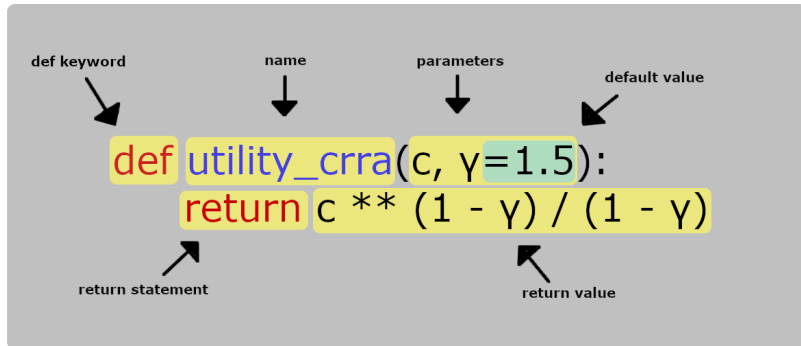 def keyword
name
parameters
default value
def utility_crra(c, γ=1.5):
return c ** (1 - γ) / (1 - γ)
return statement
return value